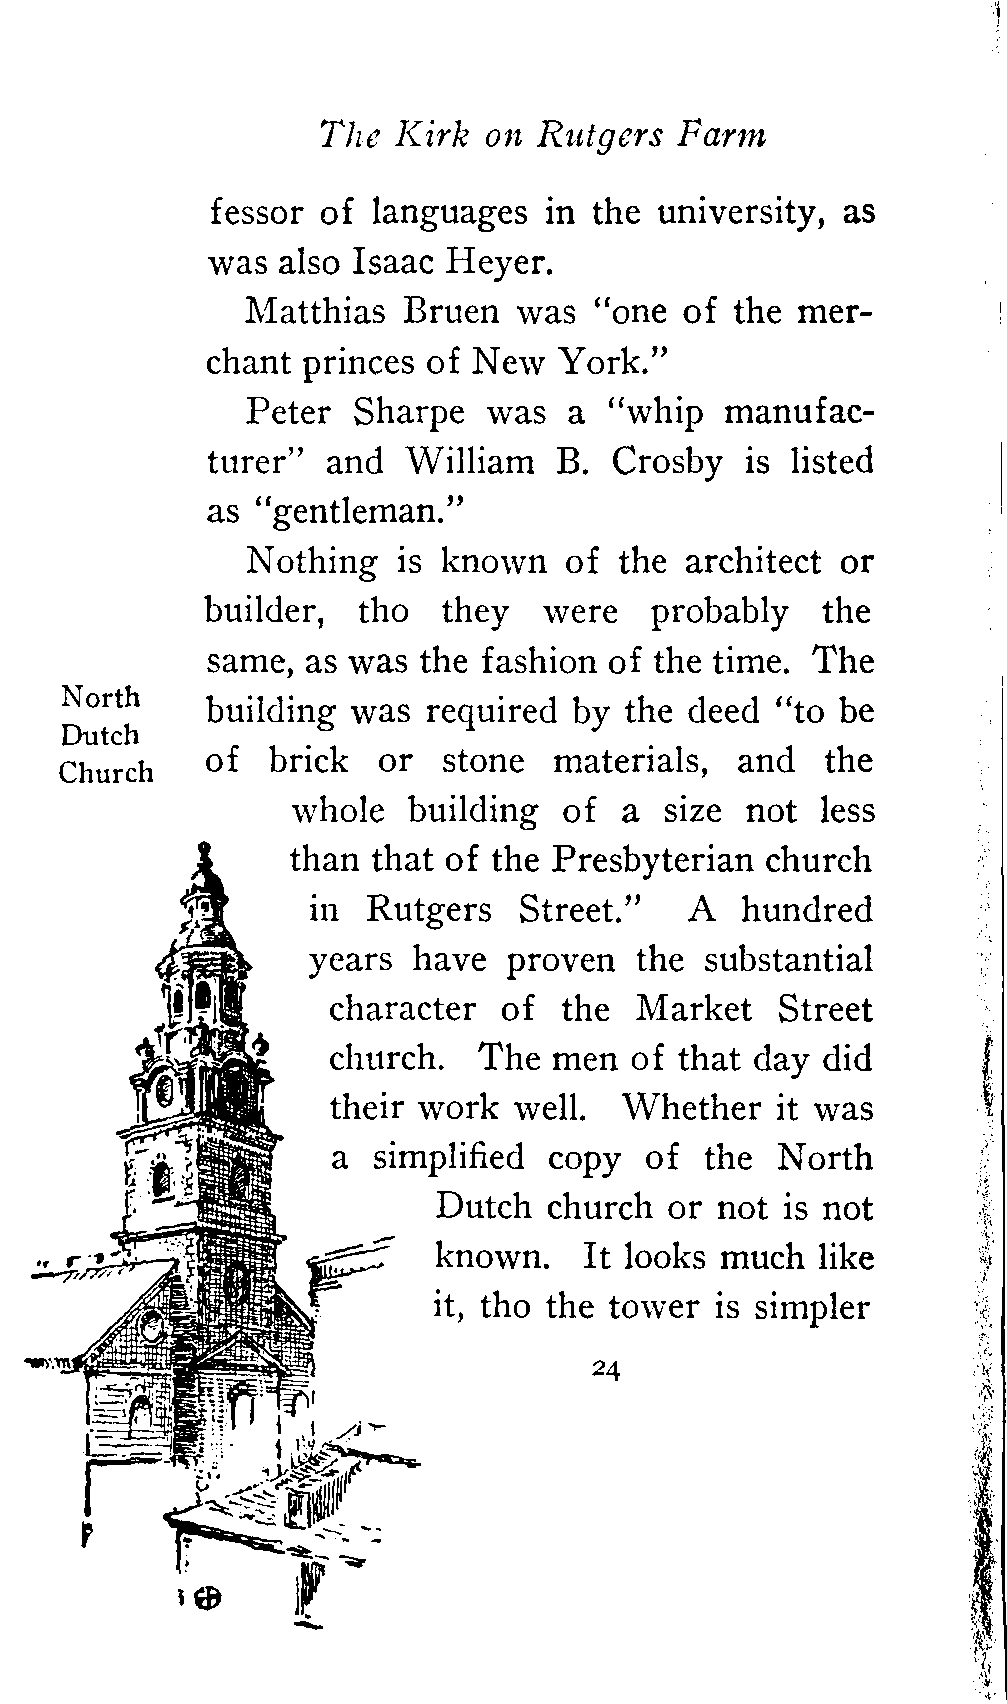 The Kirk on Rutgers Farm
fessor of languages in the university, as
was also Isaac Heyer.
Matthias Bruen was “one of the mer-
chant princes of New York.”
Peter Sharpe was a “whip manufac-
turer” and William B. Crosby is listed
as “gentleman.”
Nothing is known of the architect or
builder, tho they were probably the
same, as was the fashion of the time. The
building was required by the deed “to be
of brick or stone materials, and the
whole building of a size not less
than that of the Presbyterian church
in Rutgers Street.” A hundred
years have proven the substantial
character of the Market Street
church. The men of that day did
their work well. Whether it was
a simplified copy of the North
Dutch church or not is not
known. It looks much like
it, tho the tower is simpler
North
Dutch
Church
24